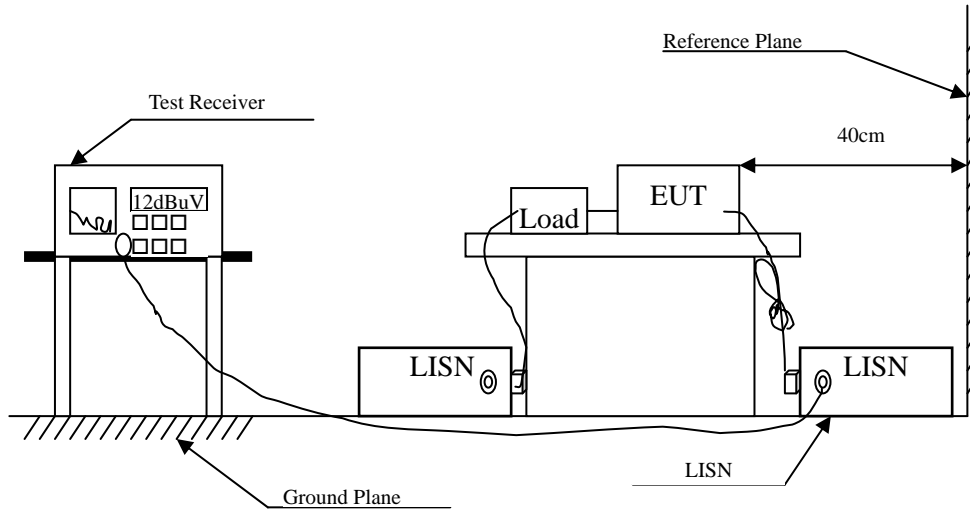 Reference Plane
Test Receiver
40cm
12dBuV
EUT
Load
LISN
LISN
LISN
Ground Plane